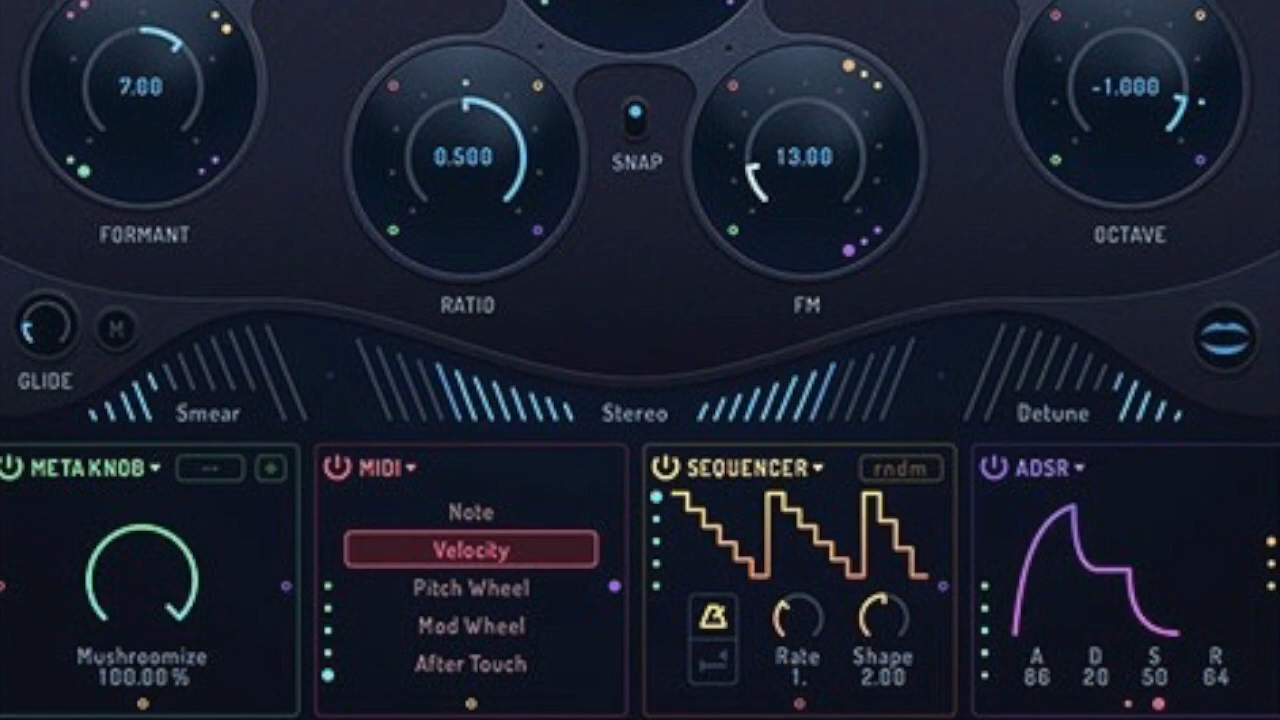 7.00
-1.000
0.500
13.00
SNAP
FORMANT
OCTAVE
RATIO
FM
M
GLIDE
Smear
Stereo
Detune
META KNOB
MIDI
SEQUENCER
rndm
ADSR
Note
Velocity
Pitch Wheel
Mod Wheel
After Touch
Mushroomize
100.00 %
Rate
1.
Shape
2.00
A D S R
86 20 50 64